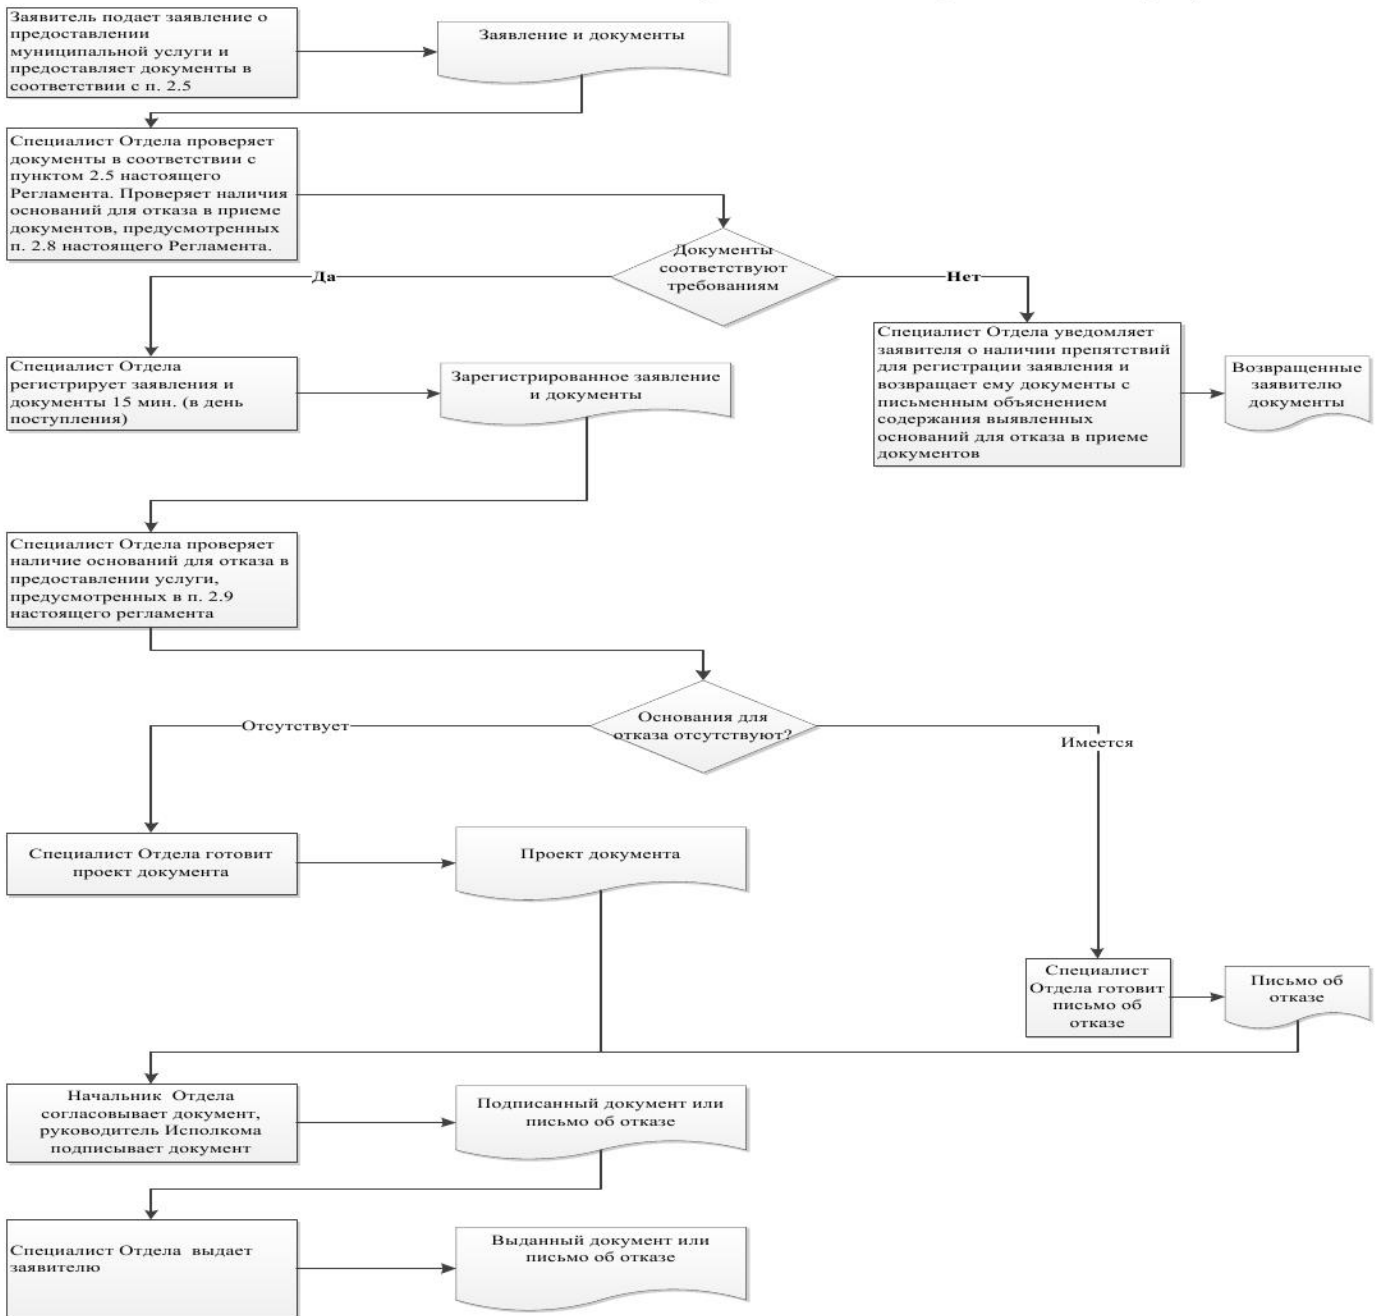 Заявитель подает заявление о
предоставлении
муниципальной услуги и
предоставляет документы в
соответствии с п. 2.5
Заявление и документы
Специалист Отдела проверяет
документы в соответствии с
пунктом 2.5 настоящего
Регламента. Проверяет наличия
оснований для отказа в приеме
документов, предусмотренных
п. 2.8 настоящего Регламента.
Документы
соответствуют
требованиям
Да
Нет
Специалист Отдела
регистрирует заявления и
документы 15 мин. (в день
поступления)
Зарегистрированное заявление
и документы
Специалист Отдела уведомляет
заявителя о наличии препятствий
для регистрации заявления и
возвращает ему документы с
письменным объяснением
содержания выявленных
оснований для отказа в приеме
документов
Возвращенные
заявителю
документы
Специалист Отдела проверяет
наличие оснований для отказа в
предоставлении услуги,
предусмотренных в п. 2.9
настоящего регламента
Основания для
отказа отсутствуют?
Отсутствует
Имеется
Специалист Отдела готовит
проект документа
Проект документа
Специалист
Отдела готовит
письмо об
отказе
Письмо об
отказе
Начальник Отдела
согласовывает документ,
руководитель Исполкома
подписывает документ
Подписанный документ или
письмо об отказе
Специалист Отдела выдает
заявителю
Выданный документ или
письмо об отказе